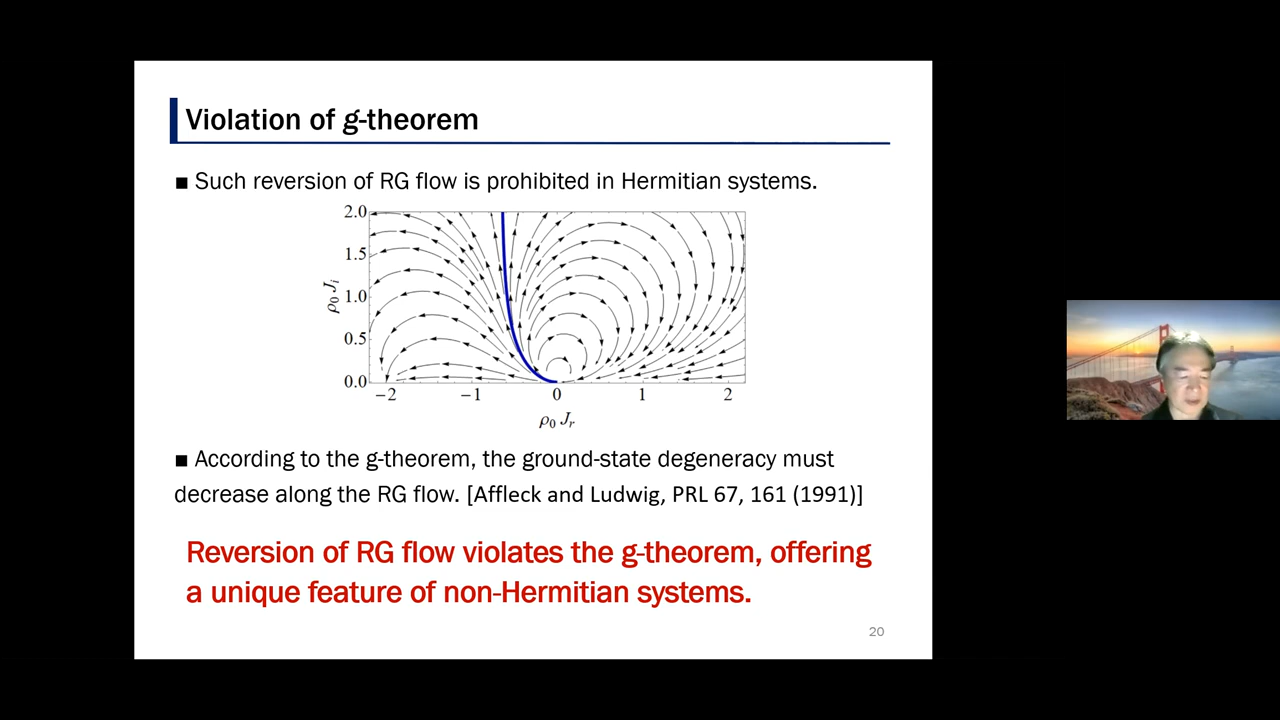 Violation of g-theorem
■ Such reversion of RG flow is prohibited in Hermitian systems.
2.0
1.5
1.0
0.5
0.0
ρ0 Ji
−2 −1 0 1 2
ρ0 Jr
■ According to the g-theorem, the ground-state degeneracy must
decrease along the RG flow. [Affleck and Ludwig, PRL 67, 161 (1991)]
Reversion of RG flow violates the g-theorem, offering
a unique feature of non-Hermitian systems.
20